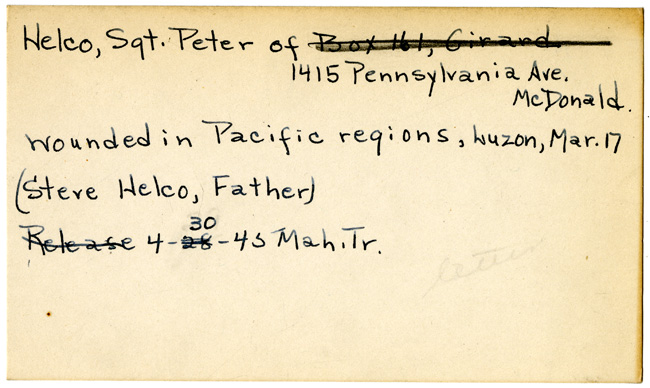 Helco, Sgt. Peter of Box 161, Girard
1415 Pennsylvania Ave.
McDonald.
wounded in Pacific regions, Luzon, Mar. 17
(Steve Helco, Father)
Release 4-28 30-45 Mah. Tr.
letter